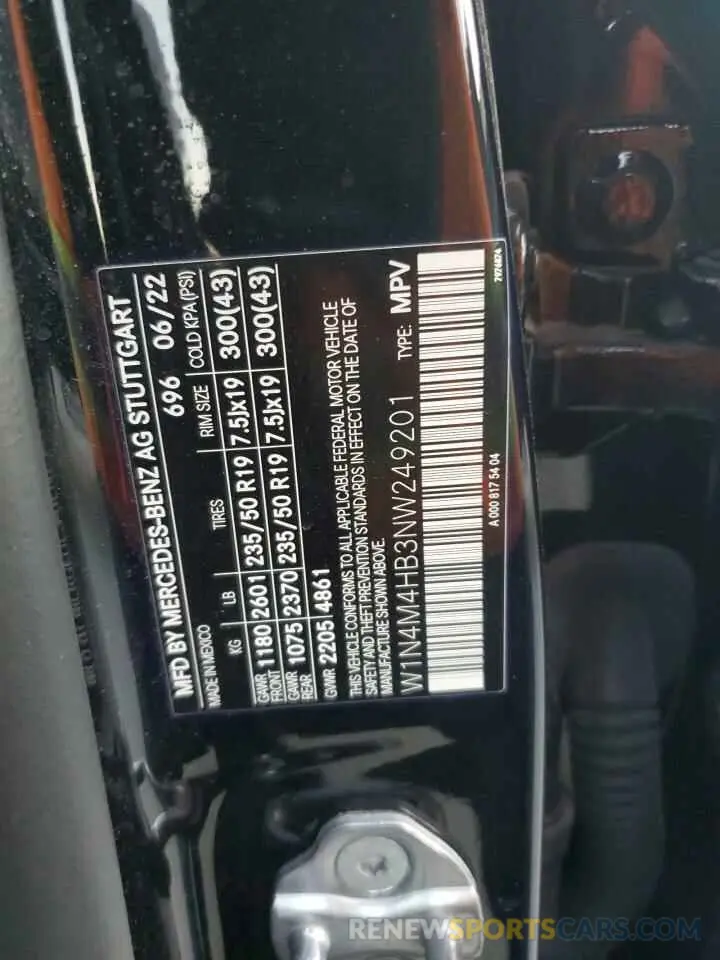 MFD BY MERCEDES-BENZ AG STUTTGART
696 06/22
MADE IN MEXICO
KG LB TIRES RIM SIZE COLD KPA (PSI)
GAWR FRONT 1180 2601 235/50 R19 7.5Jx19 300(43)
GAWR REAR 1075 2370 235/50 R19 7.5Jx19 300(43)
GVWR 2205 4861
THIS VEHICLE CONFORMS TO ALL APPLICABLE FEDERAL MOTOR VEHICLE
SAFETY AND THEFT PREVENTION STANDARDS IN EFFECT ON THE DATE OF
MANUFACTURE SHOWN ABOVE.
W1N4M4HB3NW249201 TYPE: MPV
A 000 817 54 04
RENEWSPORTSCARS.COM